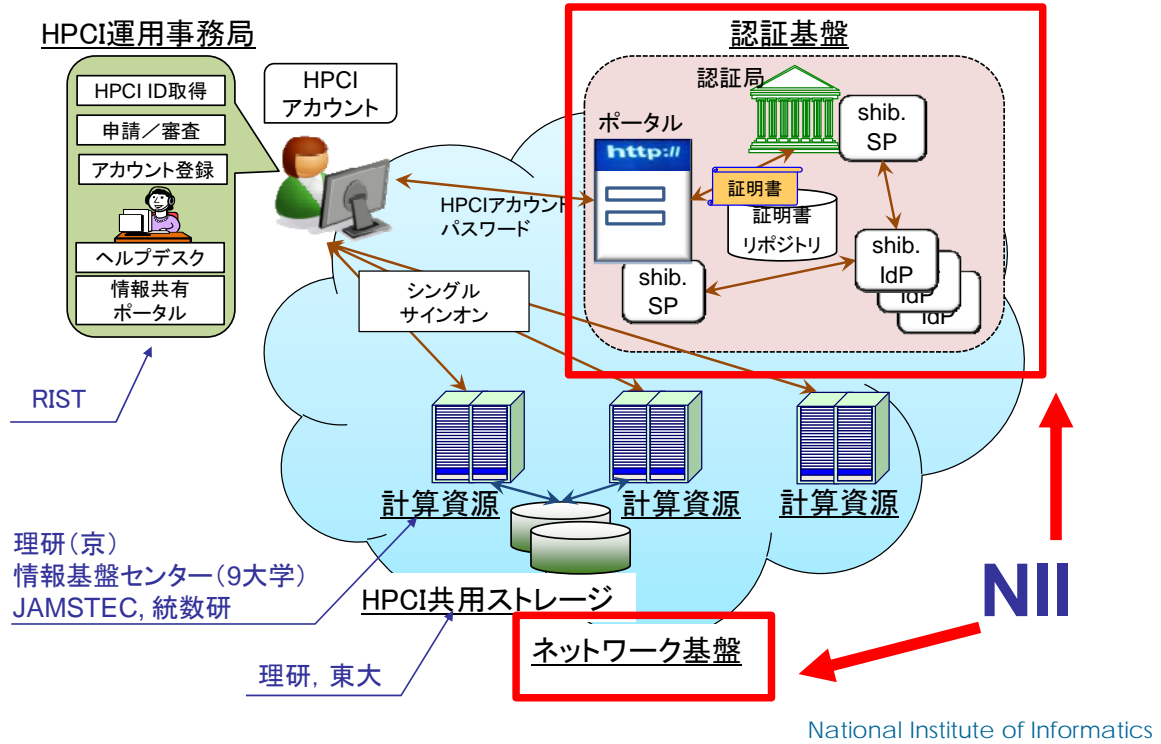 HPCI運用事務局
HPCI ID取得
申請／審査
アカウント登録
ヘルプデスク
情報共有
ポータル
RIST
HPCI
アカウント
HPCIアカウント
パスワード
シングル
サインオン
認証基盤
認証局
ポータル
http://
証明書
証明書
リポジトリ
shib.
SP
shib.
IdP
IdP
IdP
shib.
SP
計算資源
計算資源
計算資源
理研（京）
情報基盤センター（9大学）
JAMSTEC, 統数研
HPCI共用ストレージ
理研，東大
ネットワーク基盤
NII
National Institute of Informatics